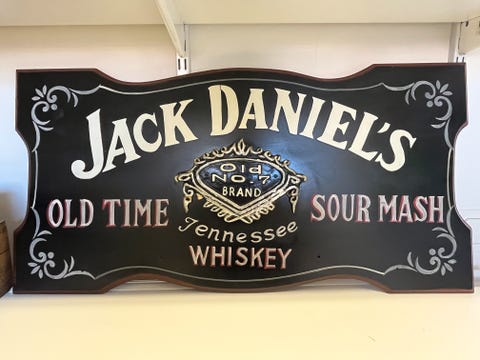 JACK DANIEL'S
Old
NO. 7
BRAND
OLD TIME
SOUR MASH
Tennessee
WHISKEY